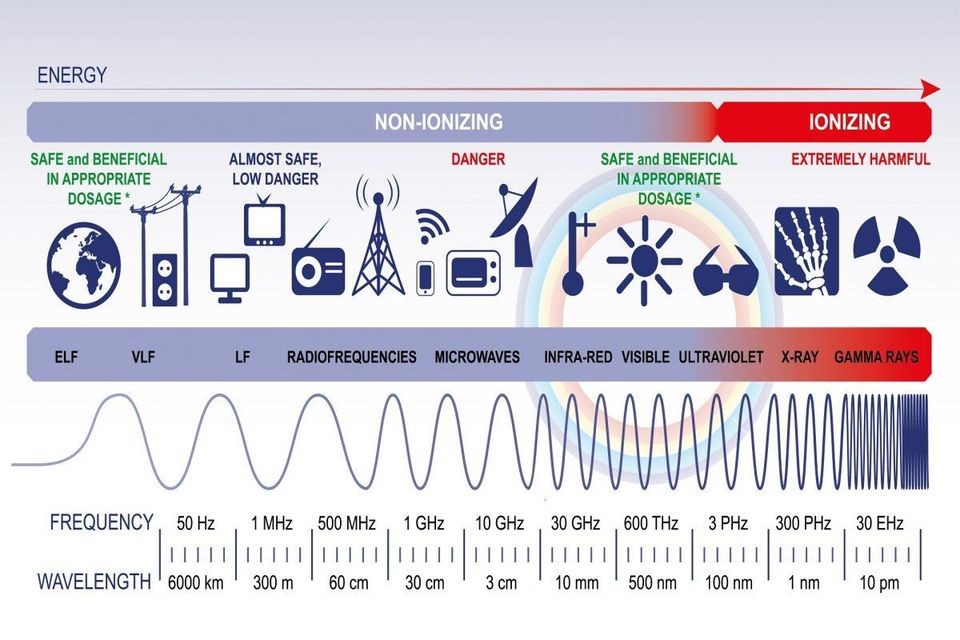 ENERGY
NON-IONIZING
IONIZING
SAFE and BENEFICIAL
IN APPROPRIATE
DOSAGE *
ALMOST SAFE,
LOW DANGER
DANGER
SAFE and BENEFICIAL
IN APPROPRIATE
DOSAGE *
EXTREMELY HARMFUL
ELF VLF LF RADIOFREQUENCIES MICROWAVES INFRA-RED VISIBLE ULTRAVIOLET X-RAY GAMMA RAYS
FREQUENCY 50 Hz 1 MHz 500 MHz 1 GHz 10 GHz 30 GHz 600 THz 3 PHz 300 PHz 30 EHz
WAVELENGTH 6000 km 300 m 60 cm 30 cm 3 cm 10 mm 500 nm 100 nm 1 nm 10 pm